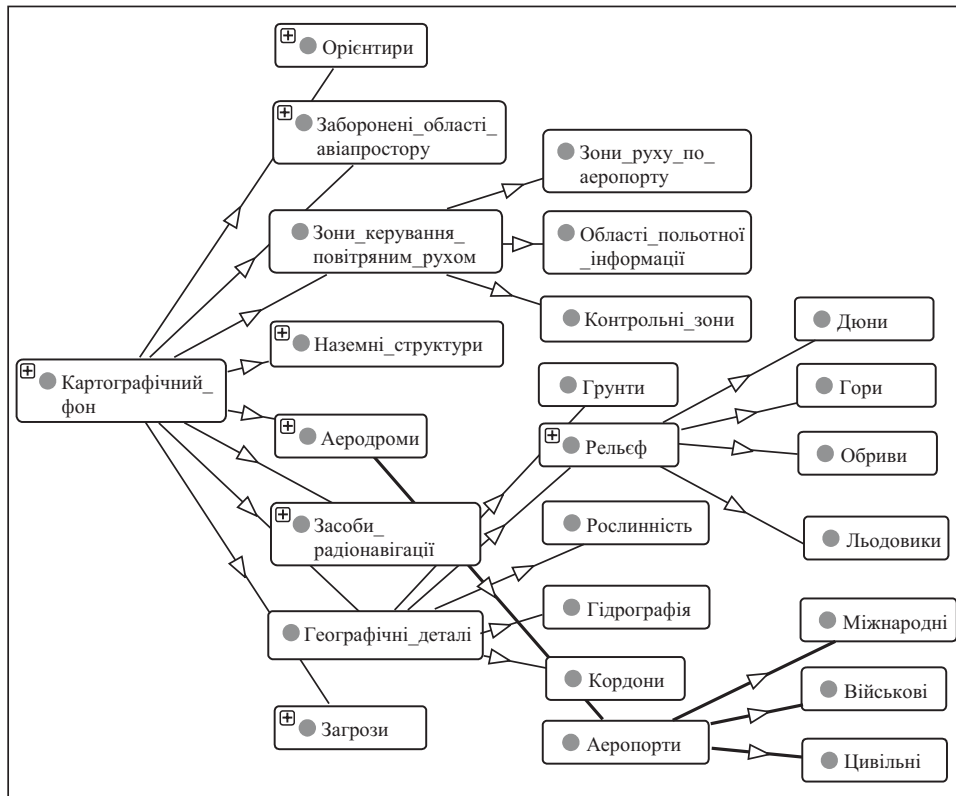 Орієнтири
Заборонені_області_
авіапростору
Зони_руху_по_
аеропорту
Зони_керування_
повітряним_рухом
Області_польотної
_інформації
Контрольні_зони
Дюни
Наземні_структури
Картографічний_
фон
Грунти
Гори
Аеродроми
Рельєф
Обриви
Засоби_
радіонавігації
Рослинність
Льодовики
Географічні_деталі
Гідрографія
Міжнародні
Кордони
Військові
Загрози
Аеропорти
Цивільні